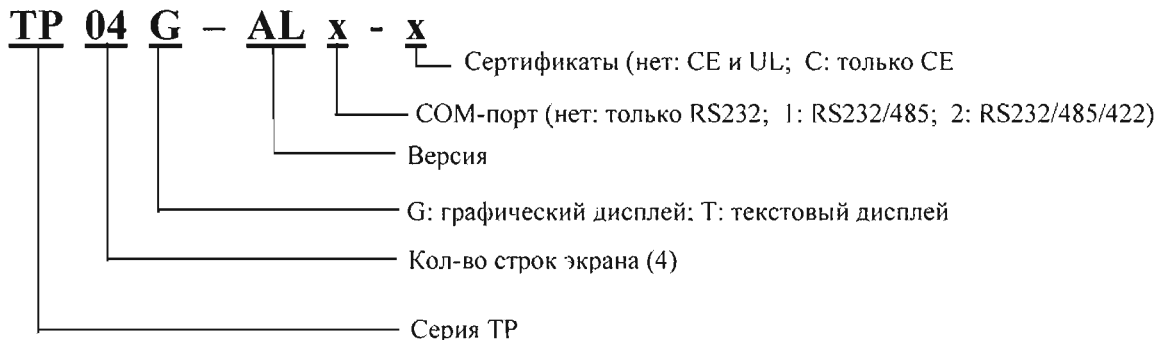 TP 04 G – AL x - x
Сертификаты (нет: CE и UL; C: только CE
COM-порт (нет: только RS232; 1: RS232/485; 2: RS232/485/422)
Версия
G: графический дисплей; T: текстовый дисплей
Кол-во строк экрана (4)
Серия TP